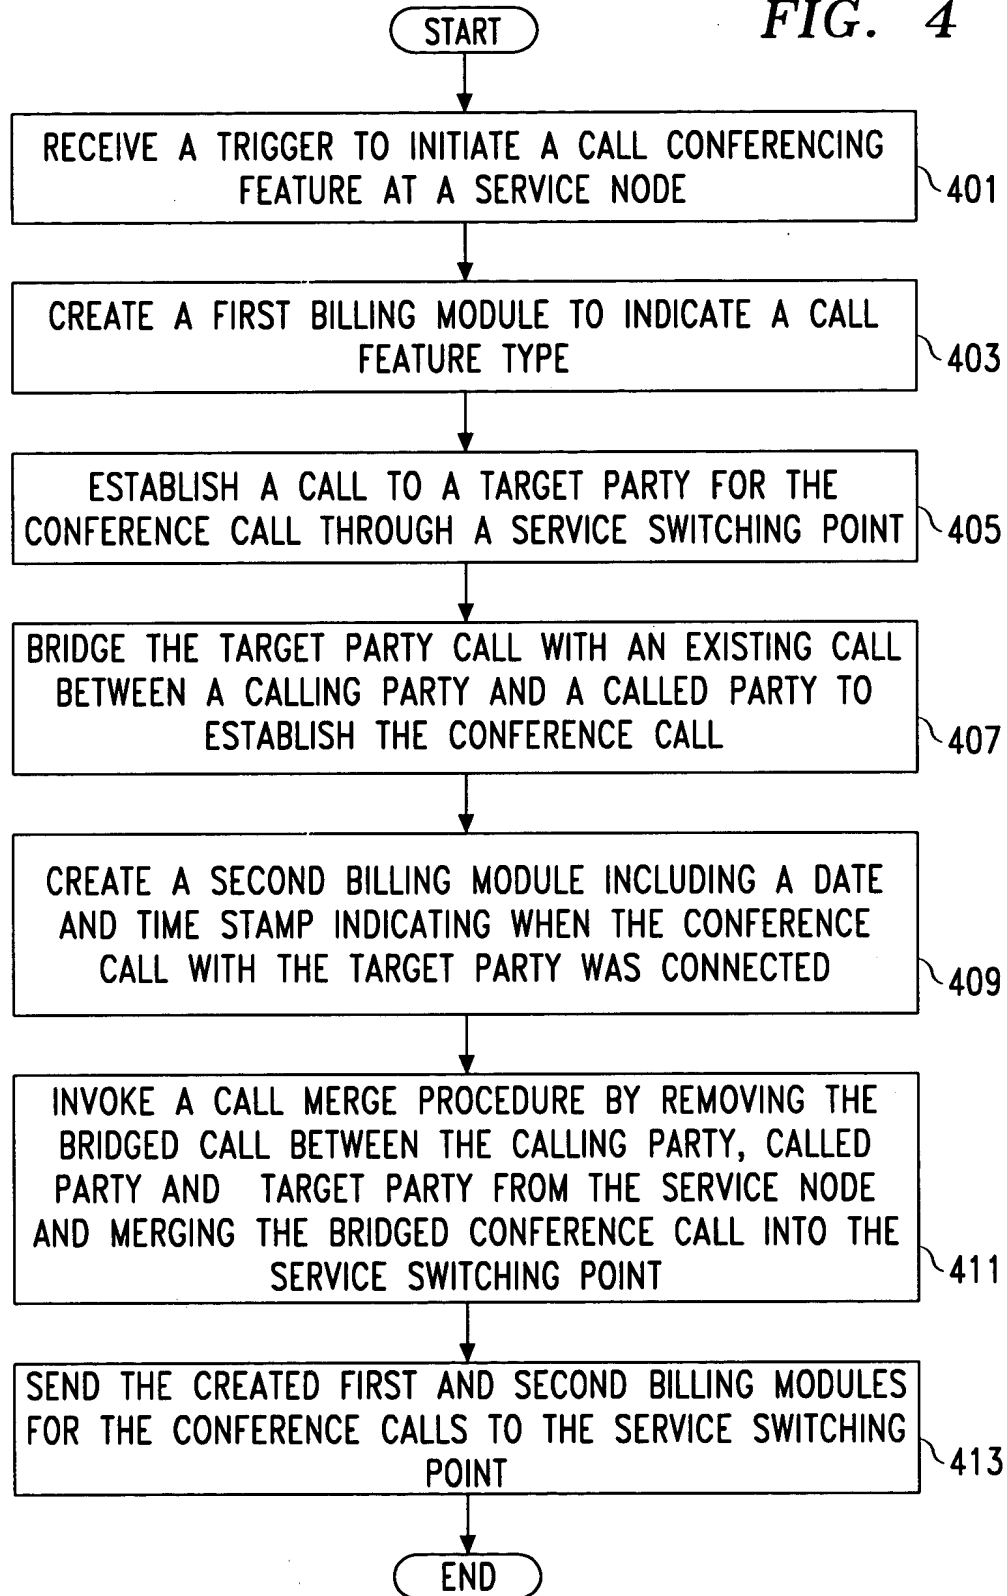 FIG. 4
START
RECEIVE A TRIGGER TO INITIATE A CALL CONFERENCING
FEATURE AT A SERVICE NODE
401
CREATE A FIRST BILLING MODULE TO INDICATE A CALL
FEATURE TYPE
403
ESTABLISH A CALL TO A TARGET PARTY FOR THE
CONFERENCE CALL THROUGH A SERVICE SWITCHING POINT
405
BRIDGE THE TARGET PARTY CALL WITH AN EXISTING CALL
BETWEEN A CALLING PARTY AND A CALLED PARTY TO
ESTABLISH THE CONFERENCE CALL
407
CREATE A SECOND BILLING MODULE INCLUDING A DATE
AND TIME STAMP INDICATING WHEN THE CONFERENCE
CALL WITH THE TARGET PARTY WAS CONNECTED
409
INVOKE A CALL MERGE PROCEDURE BY REMOVING THE
BRIDGED CALL BETWEEN THE CALLING PARTY, CALLED
PARTY AND TARGET PARTY FROM THE SERVICE NODE
AND MERGING THE BRIDGED CONFERENCE CALL INTO THE
SERVICE SWITCHING POINT
411
SEND THE CREATED FIRST AND SECOND BILLING MODULES
FOR THE CONFERENCE CALLS TO THE SERVICE SWITCHING
POINT
413
END